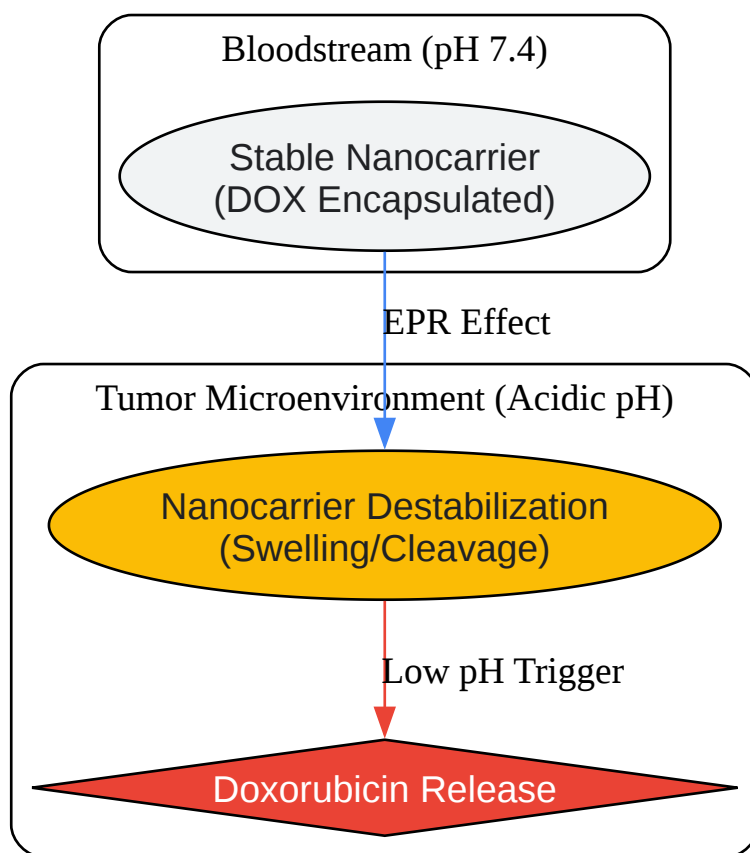 Bloodstream (pH 7.4)
Stable Nanocarrier
(DOX Encapsulated)
EPR Effect
Tumor Microenvironment (Acidic pH)
Nanocarrier Destabilization
(Swelling/Cleavage)
Low pH Trigger
Doxorubicin Release